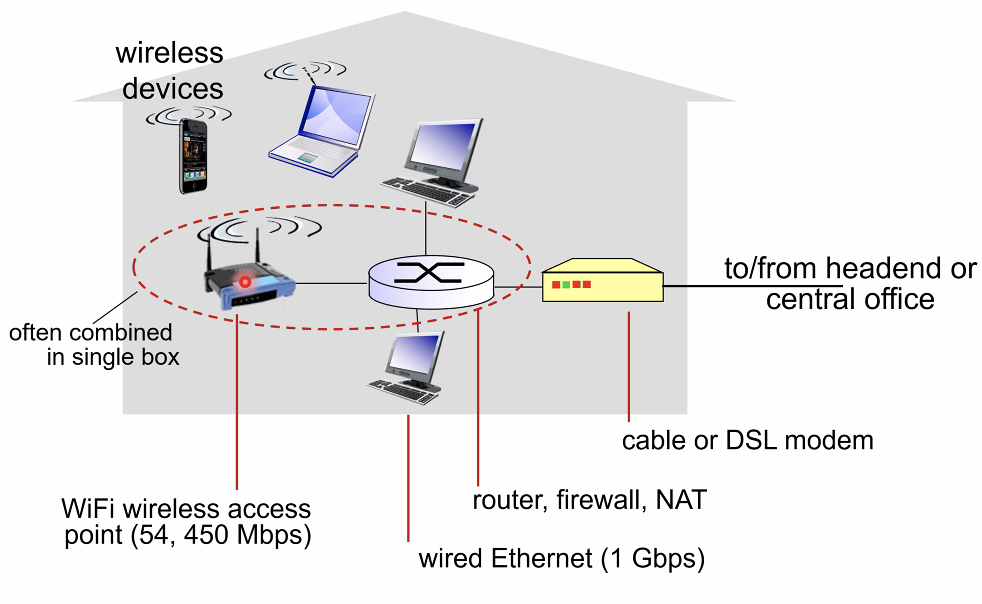 wireless
devices
to/from headend or
central office
often combined
in single box
cable or DSL modem
router, firewall, NAT
WiFi wireless access
point (54, 450 Mbps)
wired Ethernet (1 Gbps)